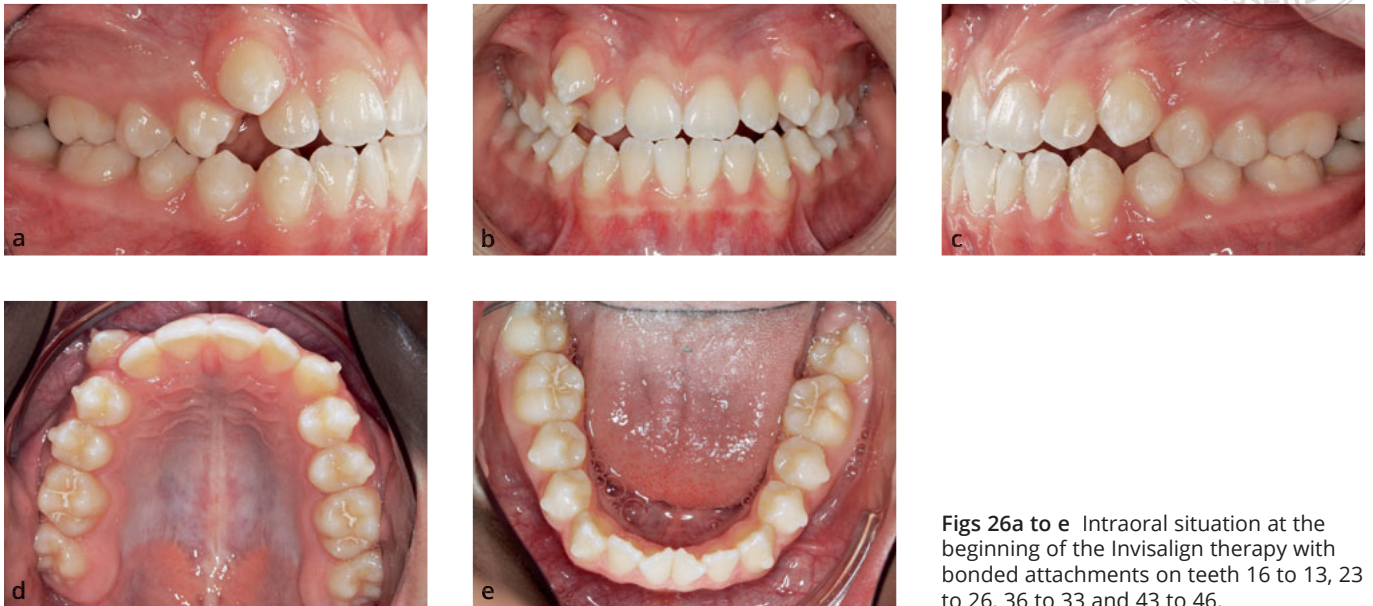 a
b
c
d
e
Figs 26a to e Intraoral situation at the
beginning of the Invisalign therapy with
bonded attachments on teeth 16 to 13, 23
to 26, 36 to 33 and 43 to 46.